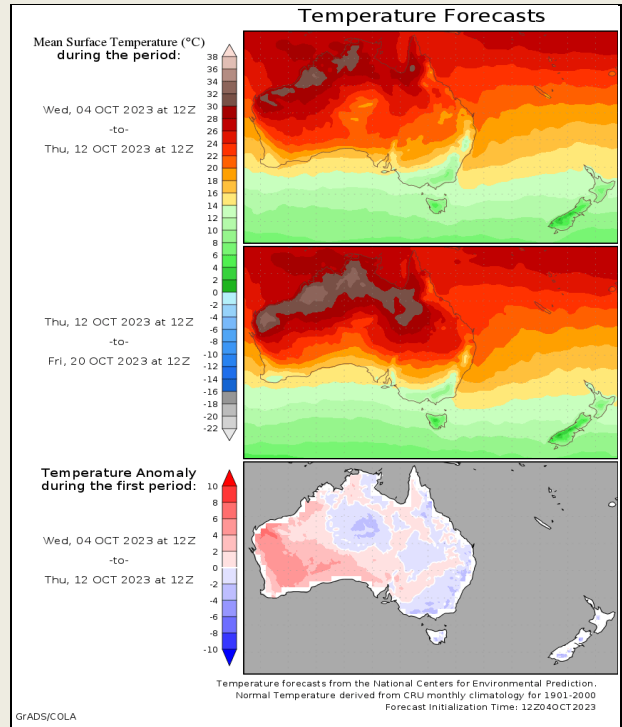 Temperature Forecasts
Mean Surface Temperature (°C)
during the period:
38
36
34
32
30
28
26
24
22
20
18
16
14
12
10
8
6
4
2
0
-2
-4
-6
-8
-10
-12
-14
-16
-18
-20
-22
Wed, 04 OCT 2023 at 12Z
-to-
Thu, 12 OCT 2023 at 12Z
Thu, 12 OCT 2023 at 12Z
-to-
Fri, 20 OCT 2023 at 12Z
Temperature Anomaly
during the first period:
10
8
6
4
2
0
-2
-4
-6
-8
-10
Wed, 04 OCT 2023 at 12Z
-to-
Thu, 12 OCT 2023 at 12Z
Temperature forecasts from the National Centers for Environmental Prediction.
Normal Temperature derived from CRU monthly climatology for 1901-2000
Forecast Initialization Time: 12Z04OCT2023
GrADS/COLA